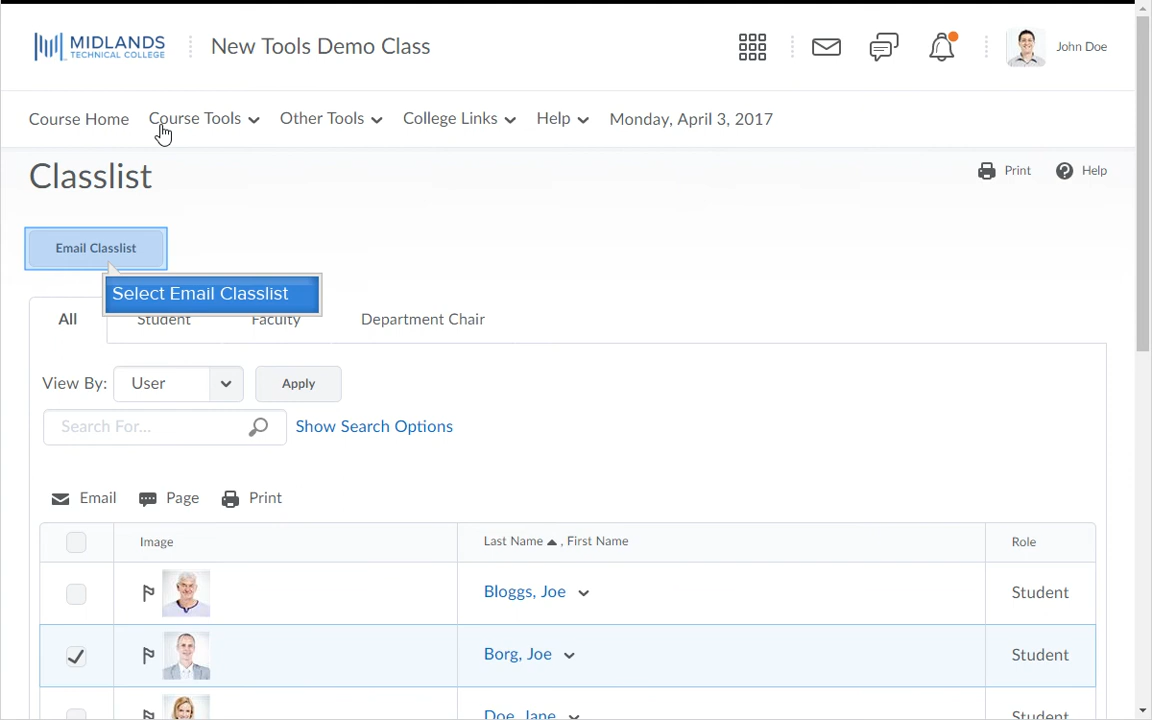 MIDLANDS
TECHNICAL COLLEGE
New Tools Demo Class
John Doe
Course Home Course Tools Other Tools College Links Help Monday, April 3, 2017
Classlist
Print Help
Email Classlist
Select Email Classlist
All Student Faculty Department Chair
View By: User Apply
Search For... Show Search Options
Email Page Print
Image Last Name , First Name Role
Bloggs, Joe Student
Borg, Joe Student
Doe, Jane Student